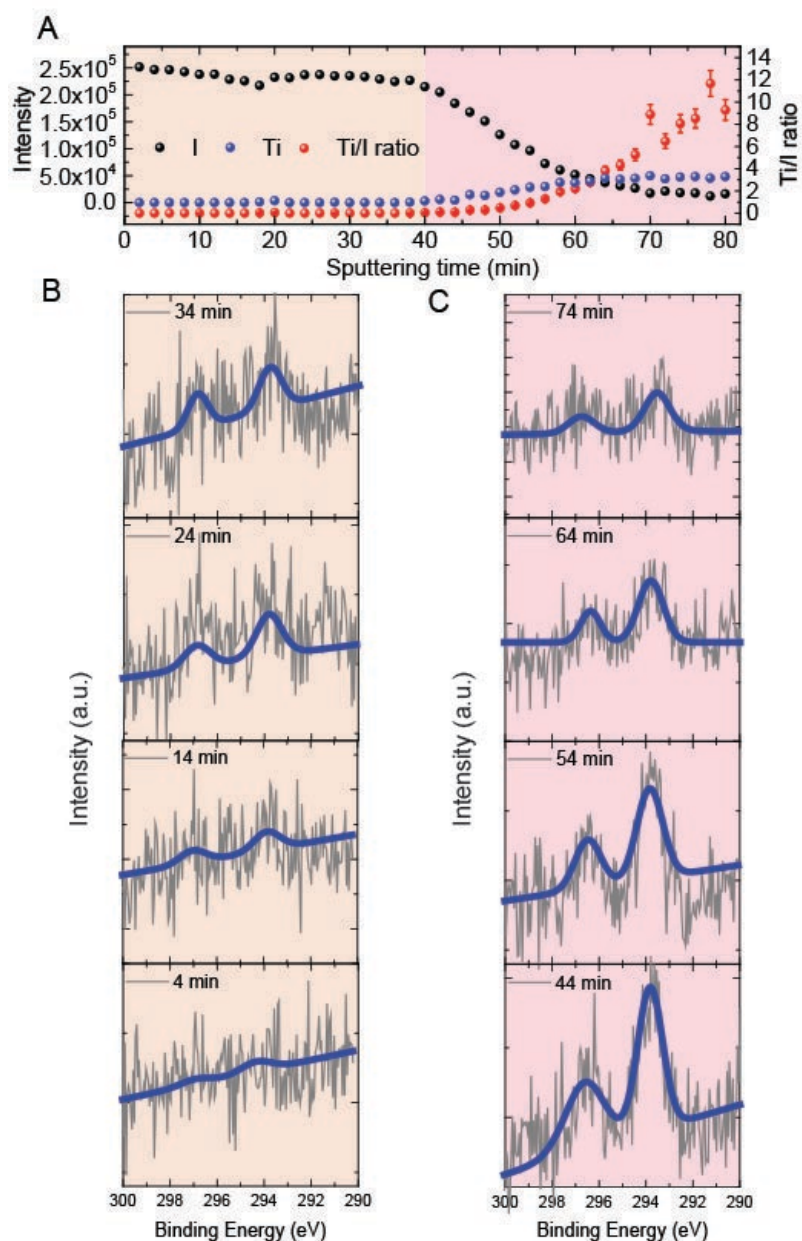 A
Intensity
2.5x10⁵
2.0x10⁵
1.5x10⁵
1.0x10⁵
5.0x10⁴
0.0
I Ti Ti/I ratio
14
12
10
8
6
4
2
0
Ti/I ratio
0 10 20 30 40 50 60 70 80
Sputtering time (min)
B
34 min
24 min
14 min
4 min
Intensity (a.u.)
300 298 296 294 292 290
Binding Energy (eV)
C
74 min
64 min
54 min
44 min
Intensity (a.u.)
300 298 296 294 292 290
Binding Energy (eV)